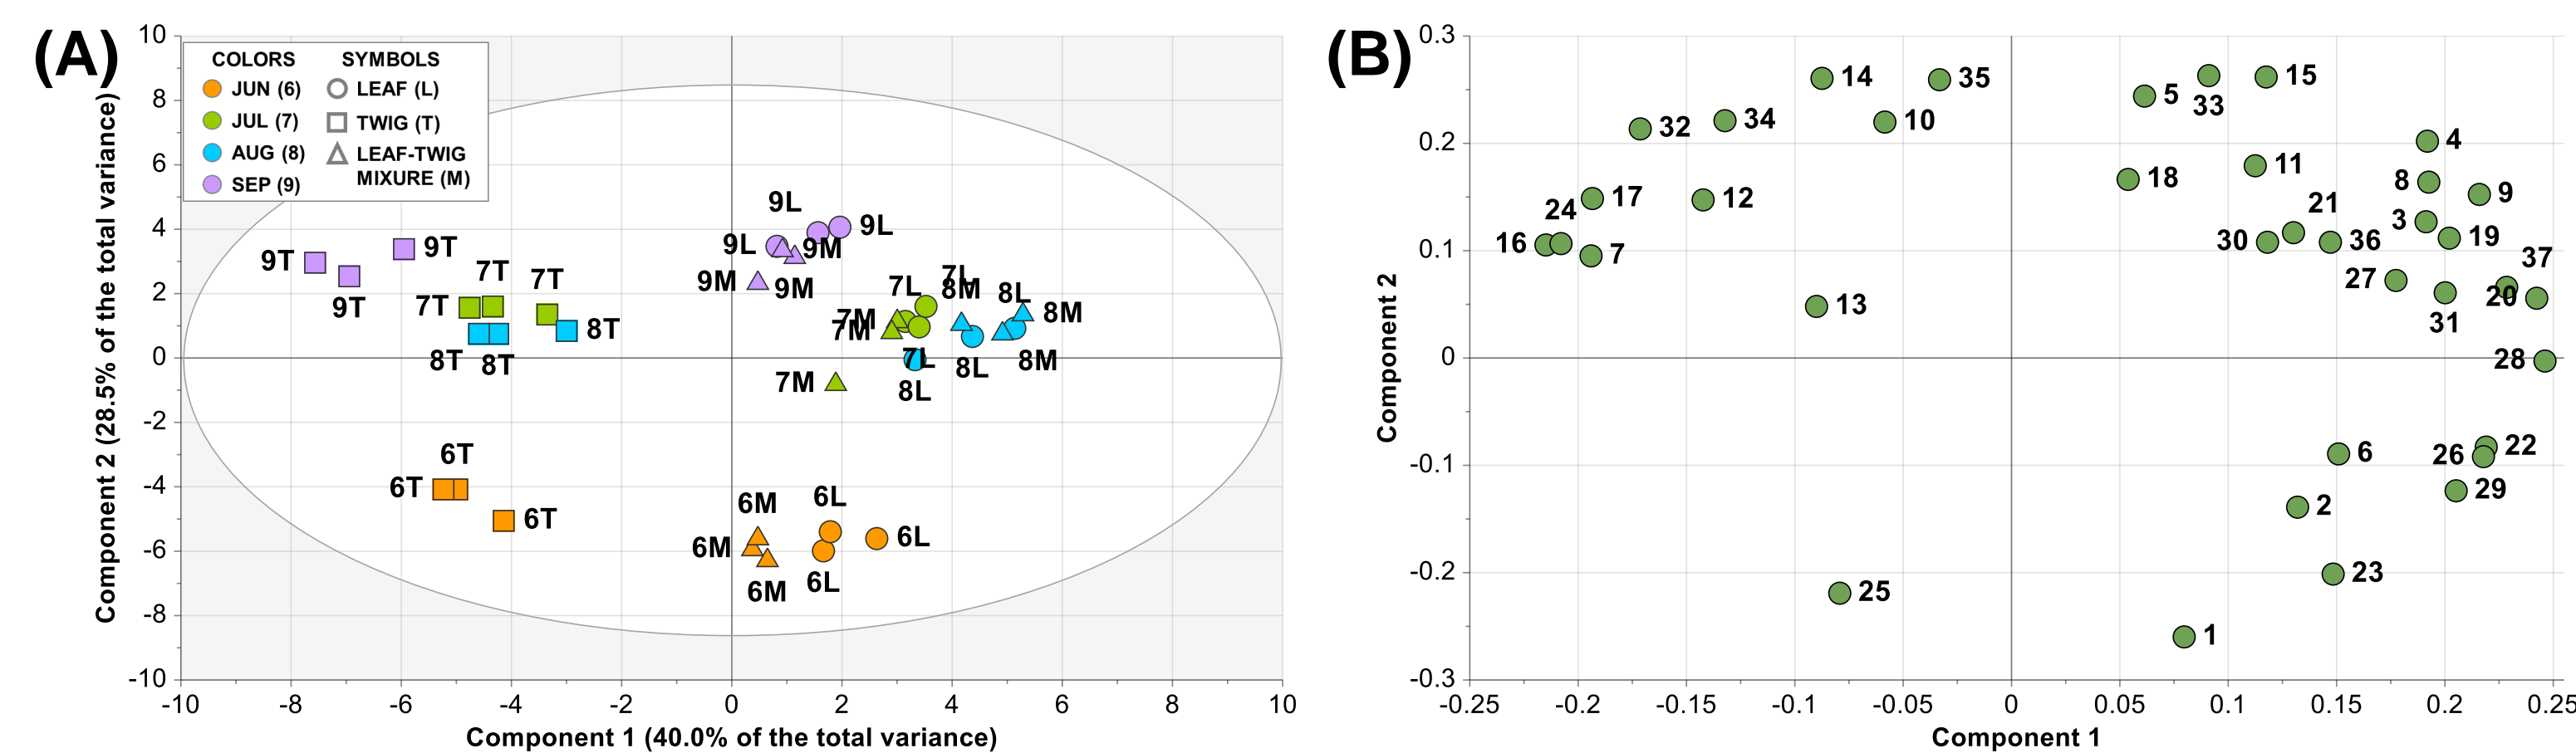 (A)
COLORS
JUN (6)
JUL (7)
AUG (8)
SEP (9)
SYMBOLS
LEAF (L)
TWIG (T)
LEAF-TWIG
MIXURE (M)
Component 2 (28.5% of the total variance)
10
8
6
4
2
0
-2
-4
-6
-8
-10
9L
9L
9L
9M
9M
9M
9T
9T
9T
7T
7T
7T
8T
8T
8T
7L
7L
8M
8L
8M
7M
7M
7L
8L
8M
7M
8L
6T
6T
6T
6M
6L
6M
6L
6M
6L
-10 -8 -6 -4 -2 0 2 4 6 8 10
Component 1 (40.0% of the total variance)
(B)
Component 2
0.3
0.2
0.1
0
-0.1
-0.2
-0.3
14
35
5
33
15
32
34
10
4
18
11
8
9
24
17
12
21
3
19
16
7
30
36
37
27
20
13
31
28
6
22
26
29
2
23
25
1
-0.25 -0.2 -0.15 -0.1 -0.05 0 0.05 0.1 0.15 0.2 0.25
Component 1